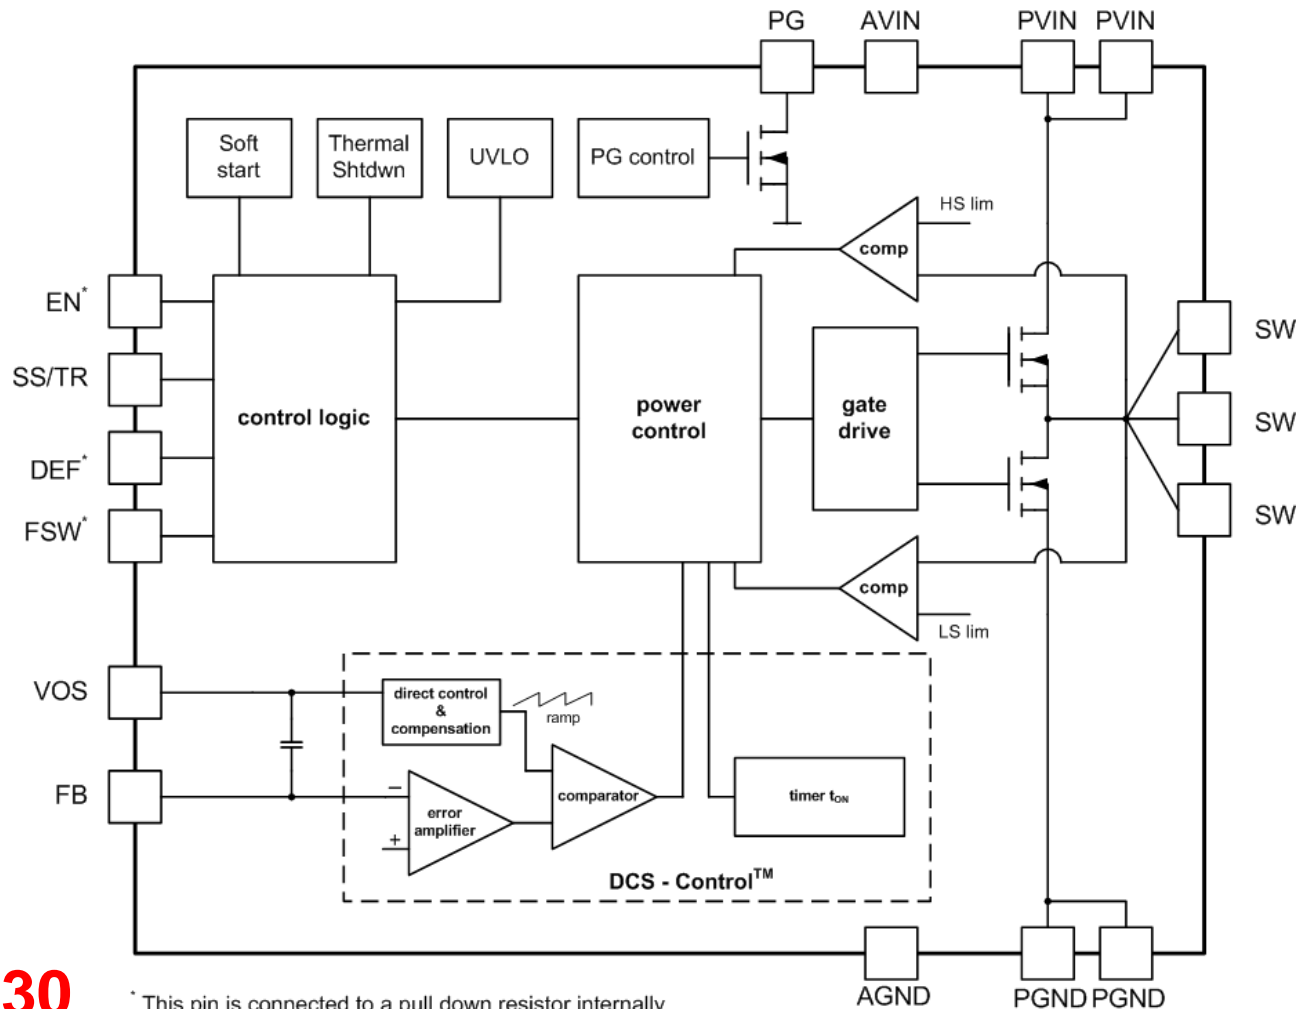 PG AVIN PVIN PVIN
Soft
start
Thermal
Shtdwn
UVLO
PG control
HS lim
comp
EN*
SS/TR
DEF*
FSW*
control logic
power
control
gate
drive
SW
SW
SW
comp
LS lim
VOS
FB
direct control
&
compensation
ramp
–
error
amplifier
+
comparator
timer tON
DCS - Control™
AGND PGND PGND
30
* This pin is connected to a pull down resistor internally